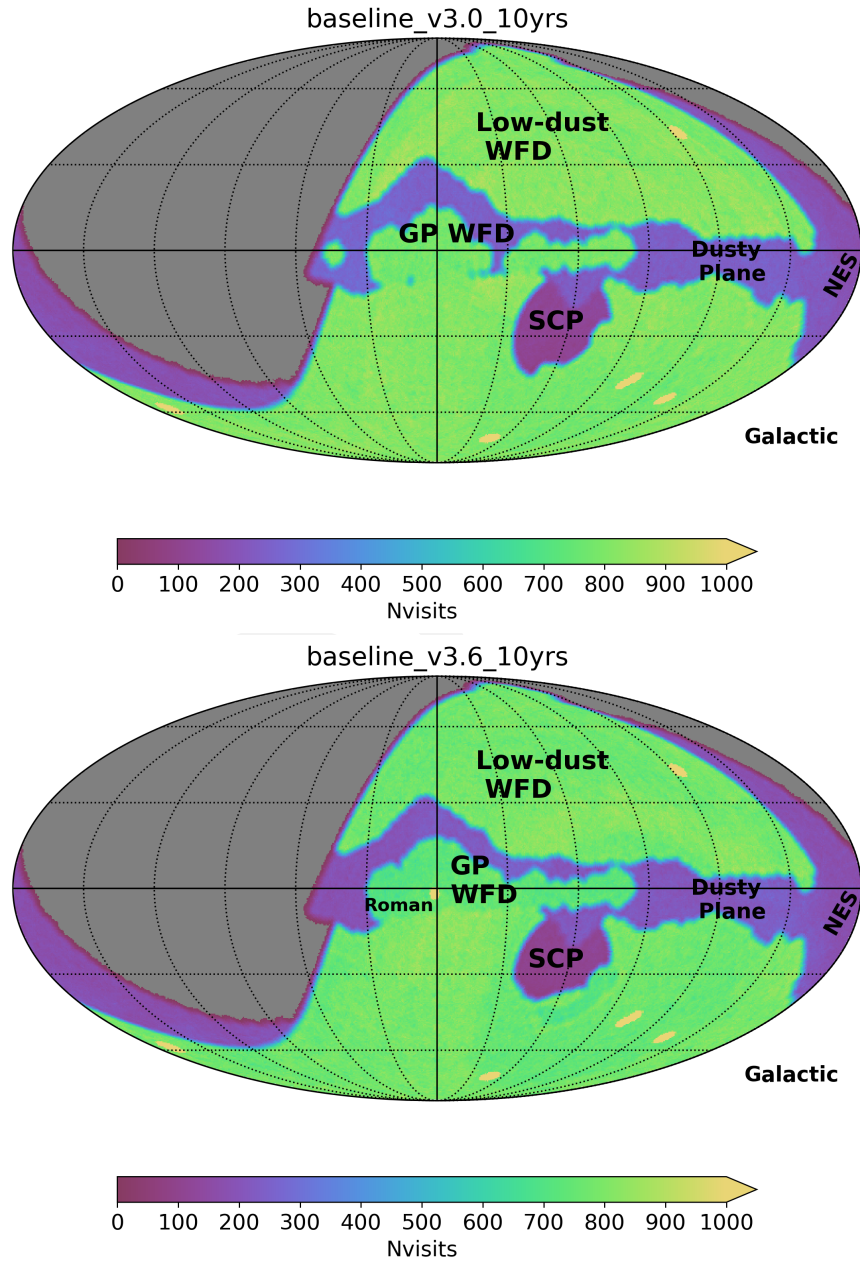 baseline_v3.0_10yrs
Low-dust
WFD
GP WFD
Dusty
Plane
NES
SCP
Galactic
0 100 200 300 400 500 600 700 800 900 1000
Nvisits
baseline_v3.6_10yrs
Low-dust
WFD
GP
WFD
Roman
Dusty
Plane
NES
SCP
Galactic
0 100 200 300 400 500 600 700 800 900 1000
Nvisits